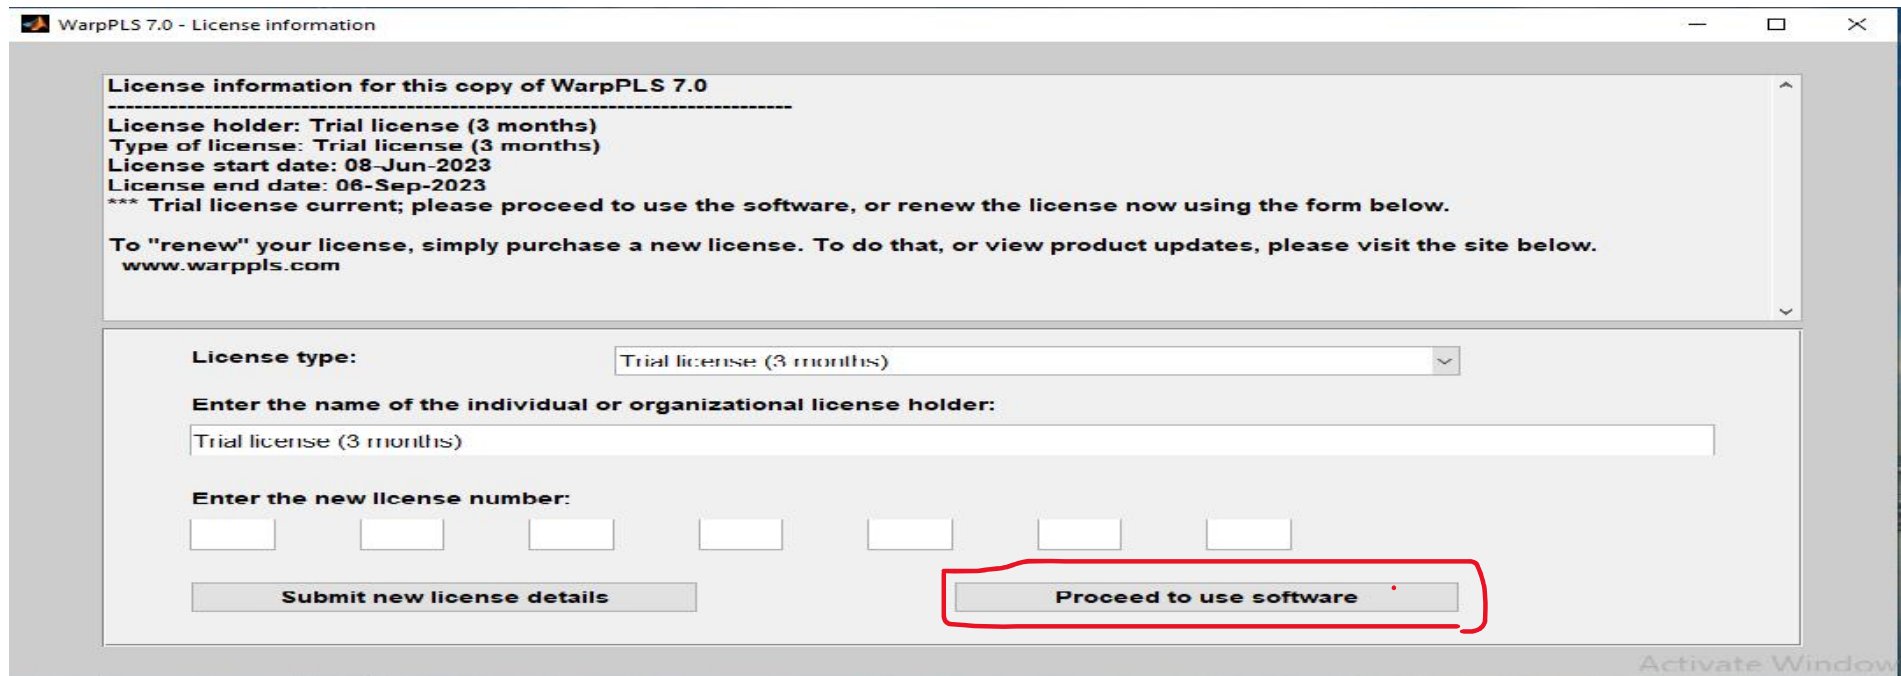 WarpPLS 7.0 - License information
License information for this copy of WarpPLS 7.0
------------------------------------------------------------------------------
License holder: Trial license (3 months)
Type of license: Trial license (3 months)
License start date: 08-Jun-2023
License end date: 06-Sep-2023
*** Trial license current; please proceed to use the software, or renew the license now using the form below.
To "renew" your license, simply purchase a new license. To do that, or view product updates, please visit the site below.
www.warppls.com
License type:
Trial license (3 months)
Enter the name of the individual or organizational license holder:
Trial license (3 months)
Enter the new license number:
Submit new license details
Proceed to use software
Activate Window